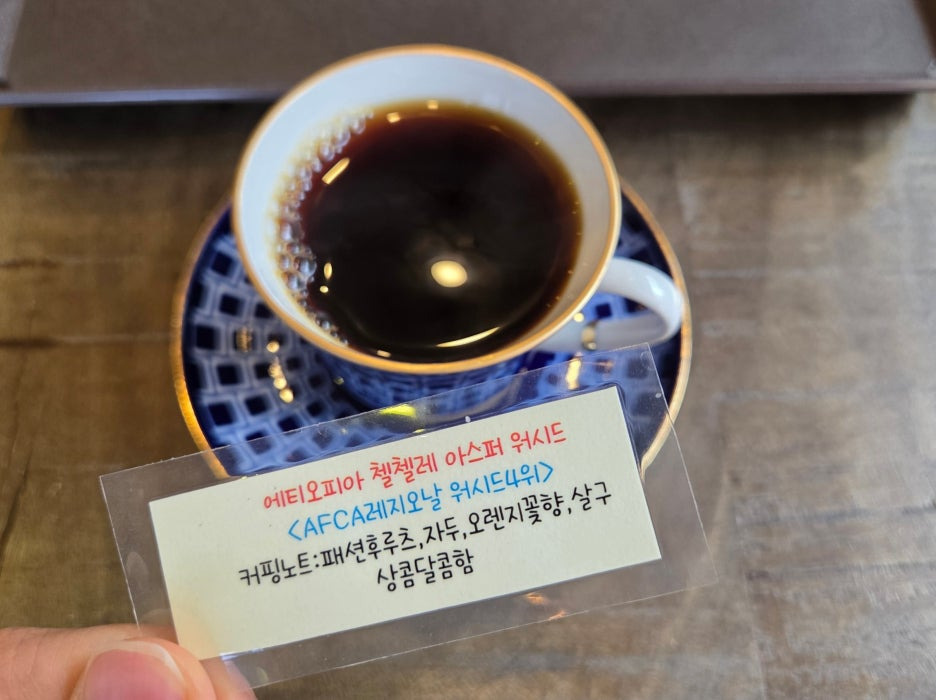 에티오피아 첼첼레 아스퍼 워시드
<AFCA레지오날 워시드4위>
커핑노트:패션후루츠,자두,오렌지꽃향,살구
상콤달콤함